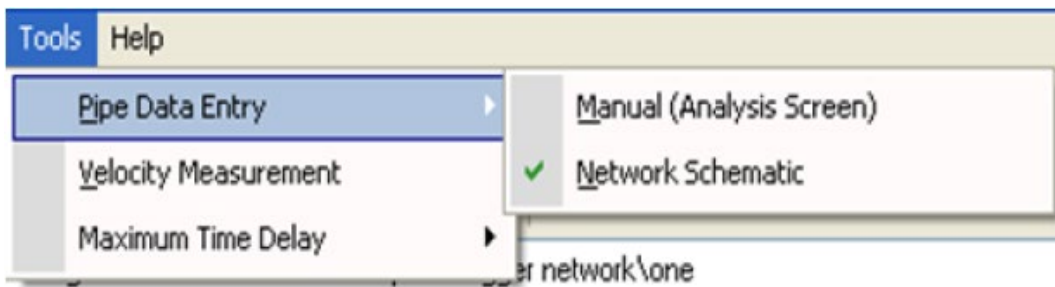 Tools Help
Pipe Data Entry
Manual (Analysis Screen)
Velocity Measurement
Network Schematic
Maximum Time Delay
network\one